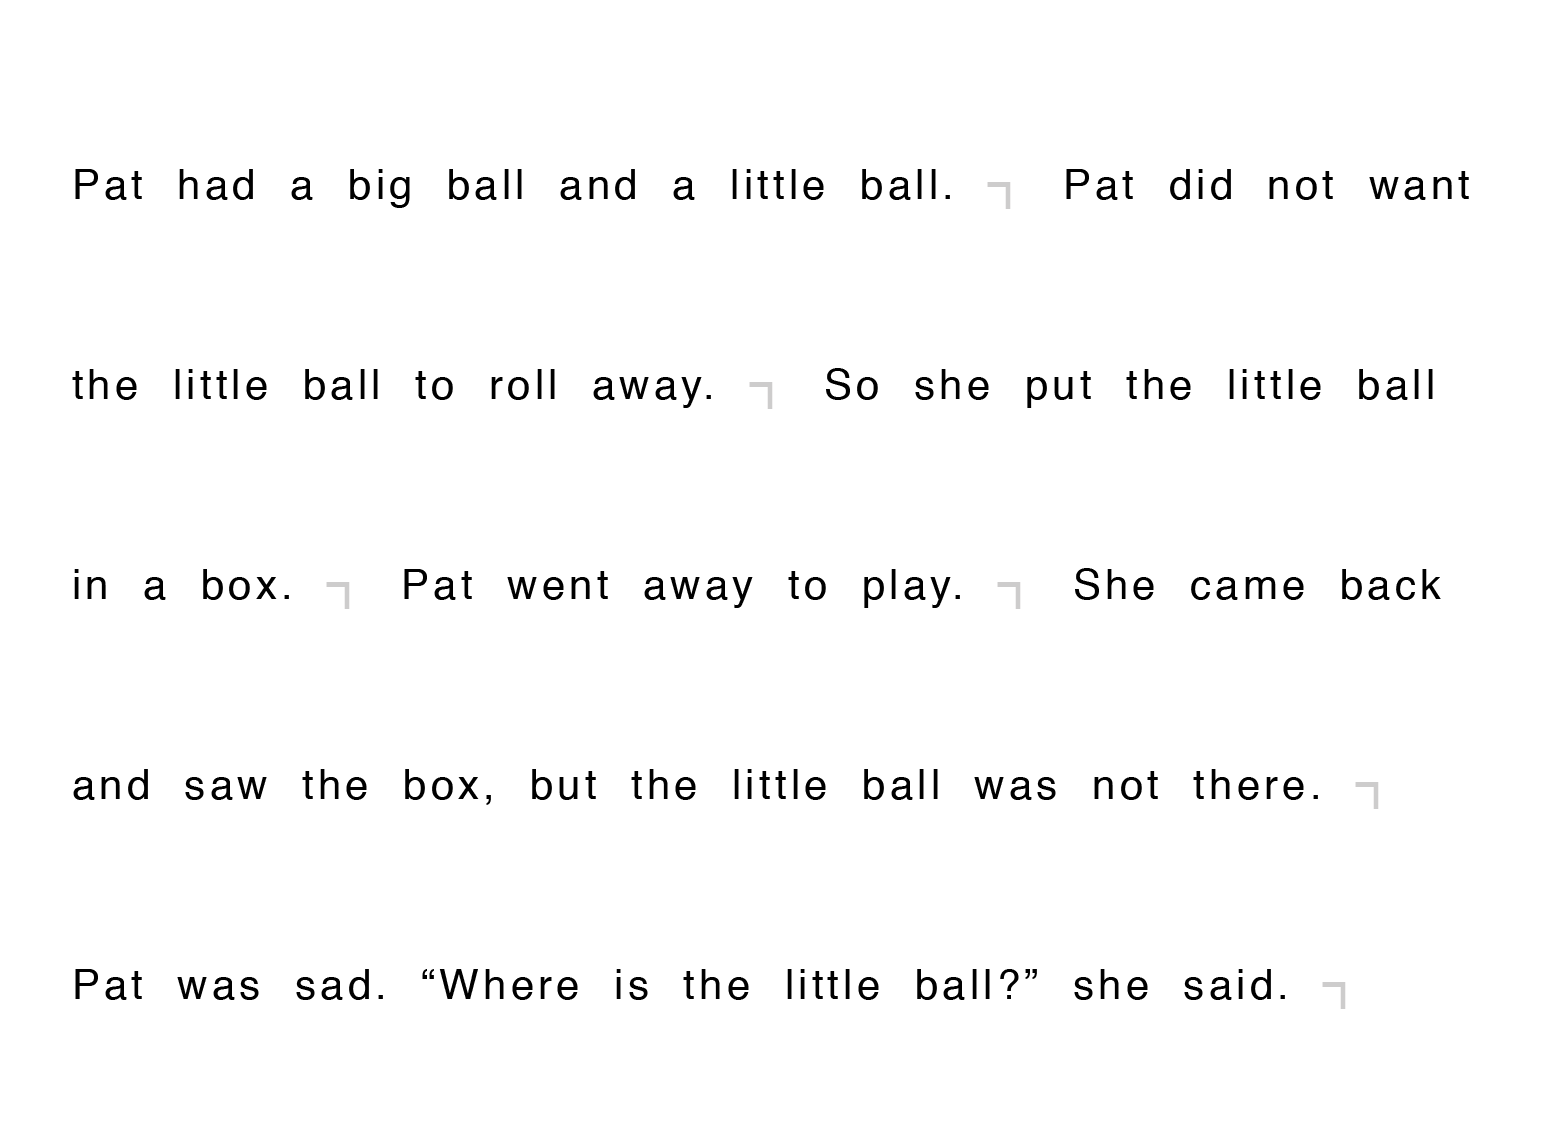 Pat had a big ball and a little ball. ¬ Pat did not want
the little ball to roll away. ¬ So she put the little ball
in a box. ¬ Pat went away to play. ¬ She came back
and saw the box, but the little ball was not there. ¬
Pat was sad. “Where is the little ball?” she said. ¬